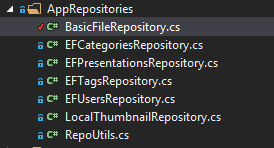 AppRepositories
C# BasicFileRepository.cs
C# EFCategoriesRepository.cs
C# EFPresentationsRepository.cs
C# EFTagsRepository.cs
C# EFUsersRepository.cs
C# LocalThumbnailRepository.cs
C# RepoUtils.cs